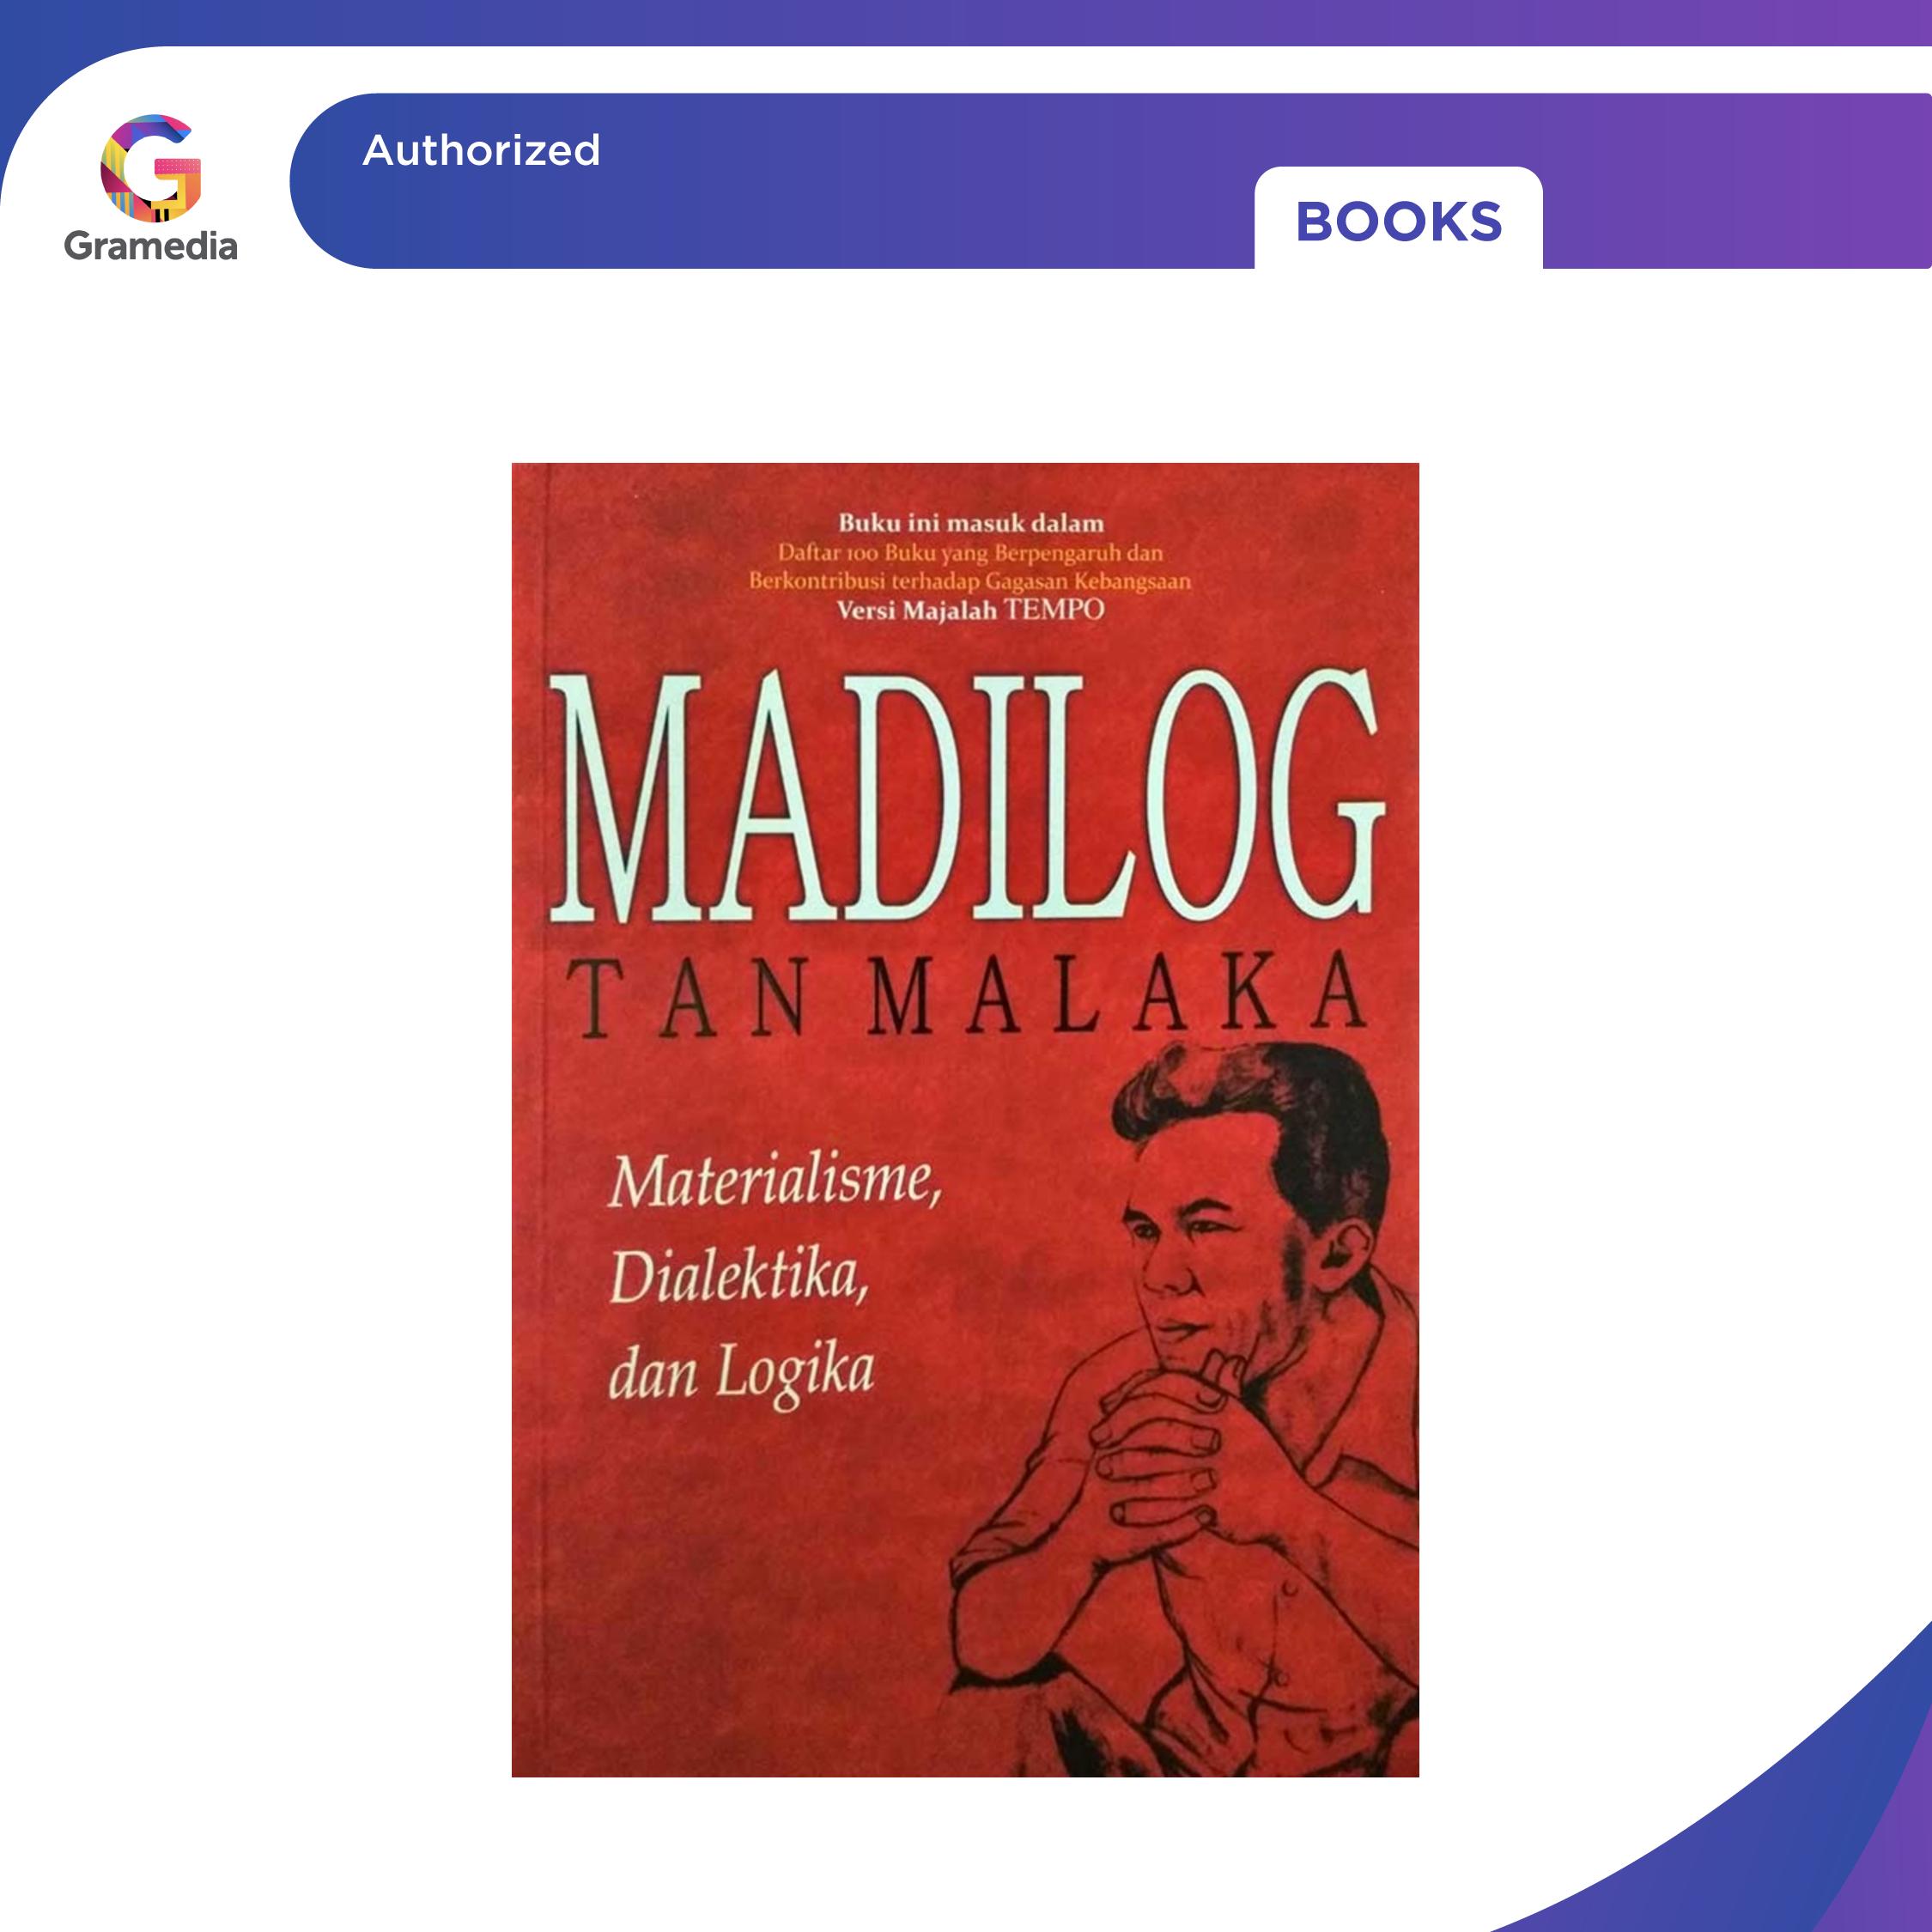 Gramedia
Authorized
BOOKS
Buku ini masuk dalam
Daftar 100 Buku yang Berpengaruh dan
Berkontribusi terhadap Gagasan Kebangsaan
Versi Majalah TEMPO
MADILOG
TAN MALAKA
Materialisme,
Dialektika,
dan Logika